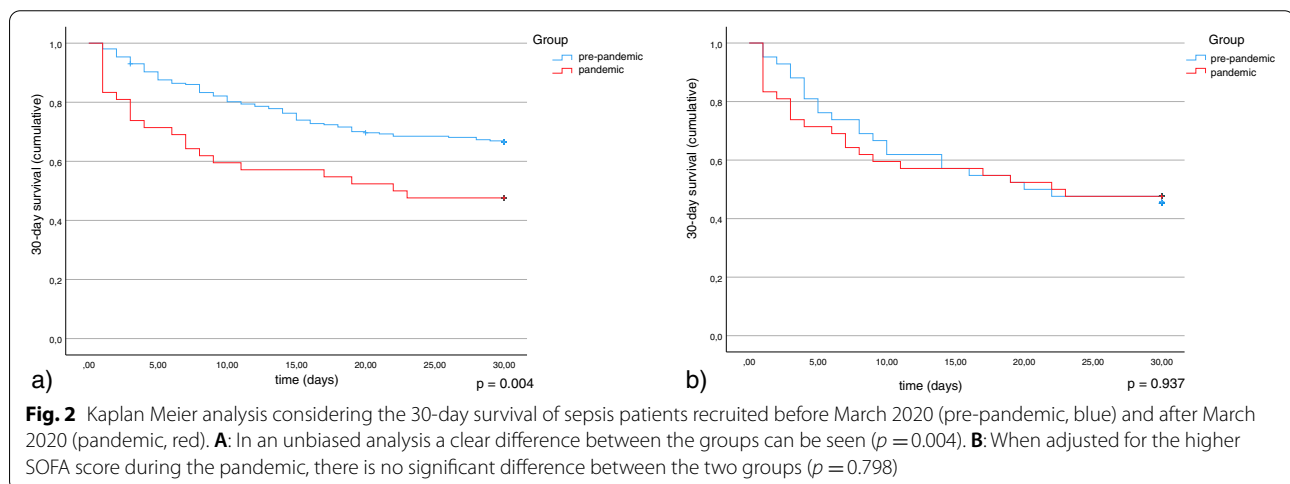 Group
pre-pandemic
pandemic
30-day survival (cumulative)
1,0
0,8
0,6
0,4
0,2
0,0
,00 5,00 10,00 15,00 20,00 25,00 30,00
time (days)
a)
p = 0.004
Group
pre-pandemic
pandemic
30-day survival (cumulative)
1,0
0,8
0,6
0,4
0,2
0,0
,00 5,00 10,00 15,00 20,00 25,00 30,00
time (days)
b)
p = 0.937
Fig. 2 Kaplan Meier analysis considering the 30-day survival of sepsis patients recruited before March 2020 (pre-pandemic, blue) and after March
2020 (pandemic, red). A: In an unbiased analysis a clear difference between the groups can be seen (p = 0.004). B: When adjusted for the higher
SOFA score during the pandemic, there is no significant difference between the two groups (p = 0.798)